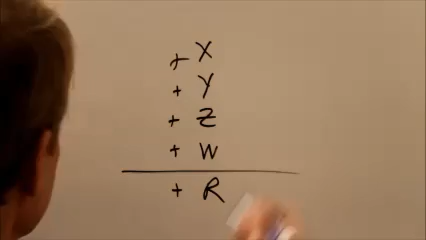 + X
+ Y
+ Z
+ W
+ R